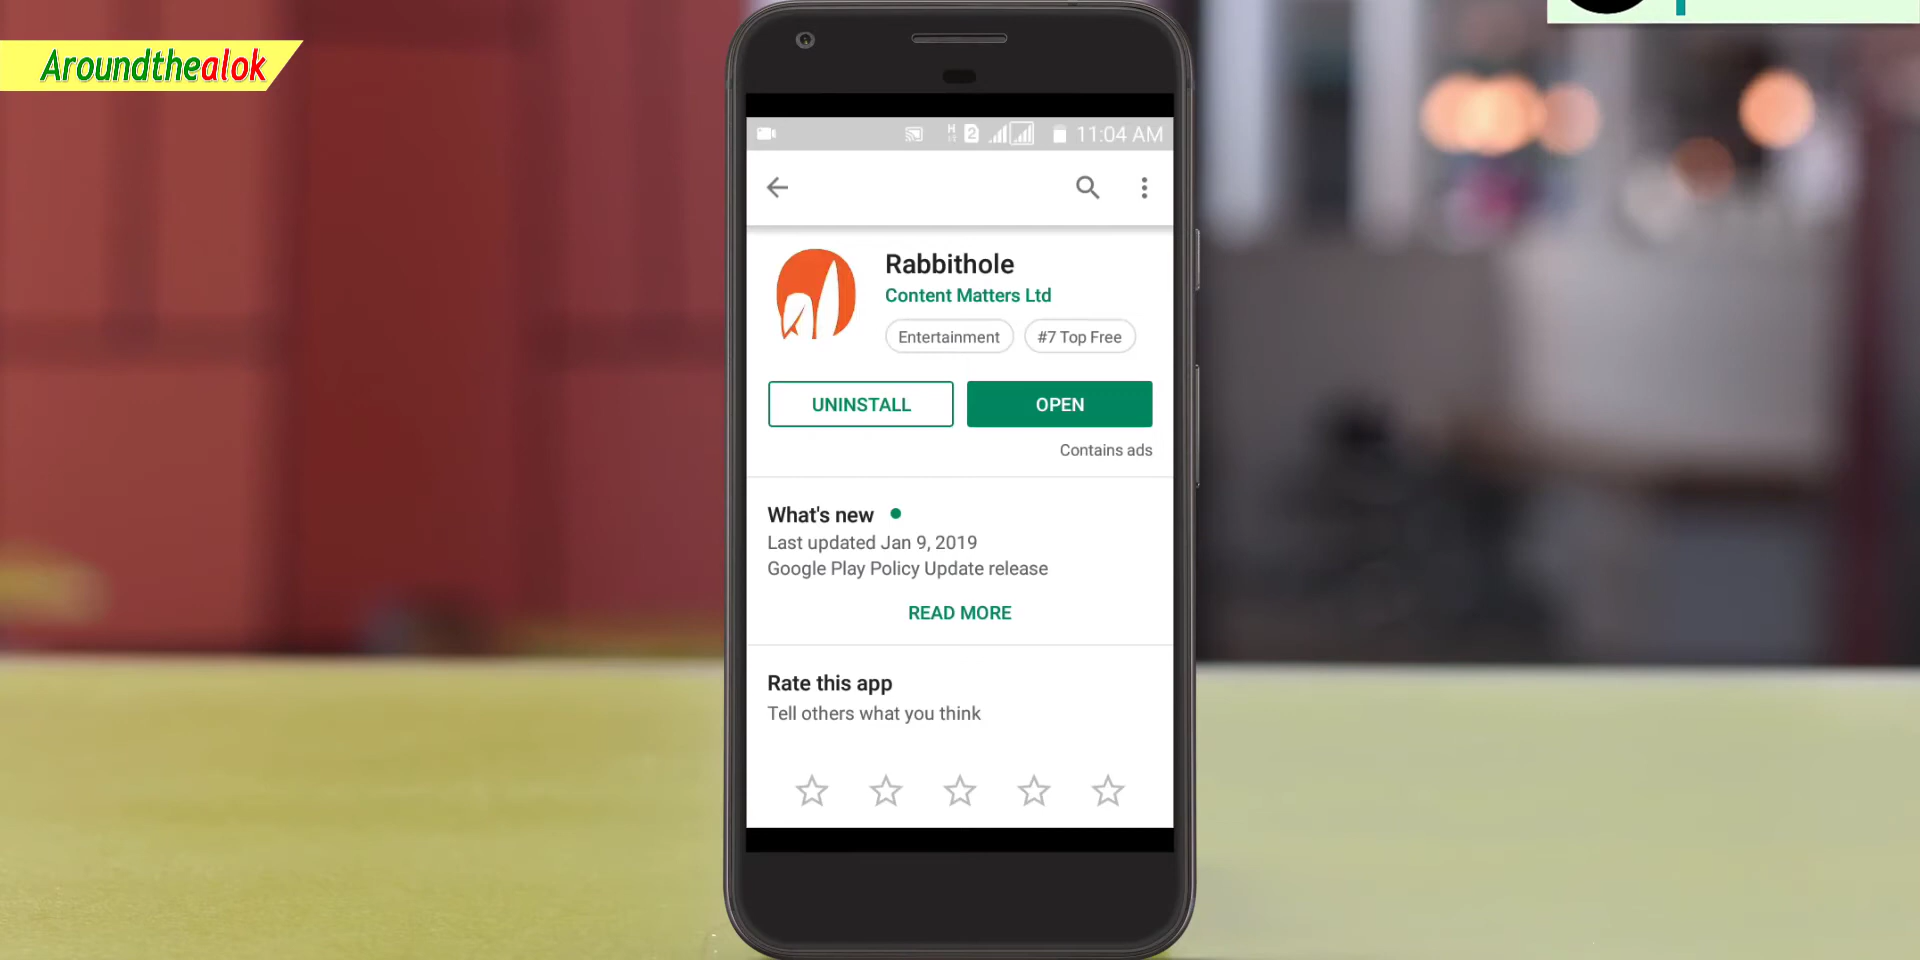 Aroundthealok
H 2 11:04 AM
Rabbithole
Content Matters Ltd
Entertainment #7 Top Free
UNINSTALL OPEN
Contains ads
What's new
Last updated Jan 9, 2019
Google Play Policy Update release
READ MORE
Rate this app
Tell others what you think